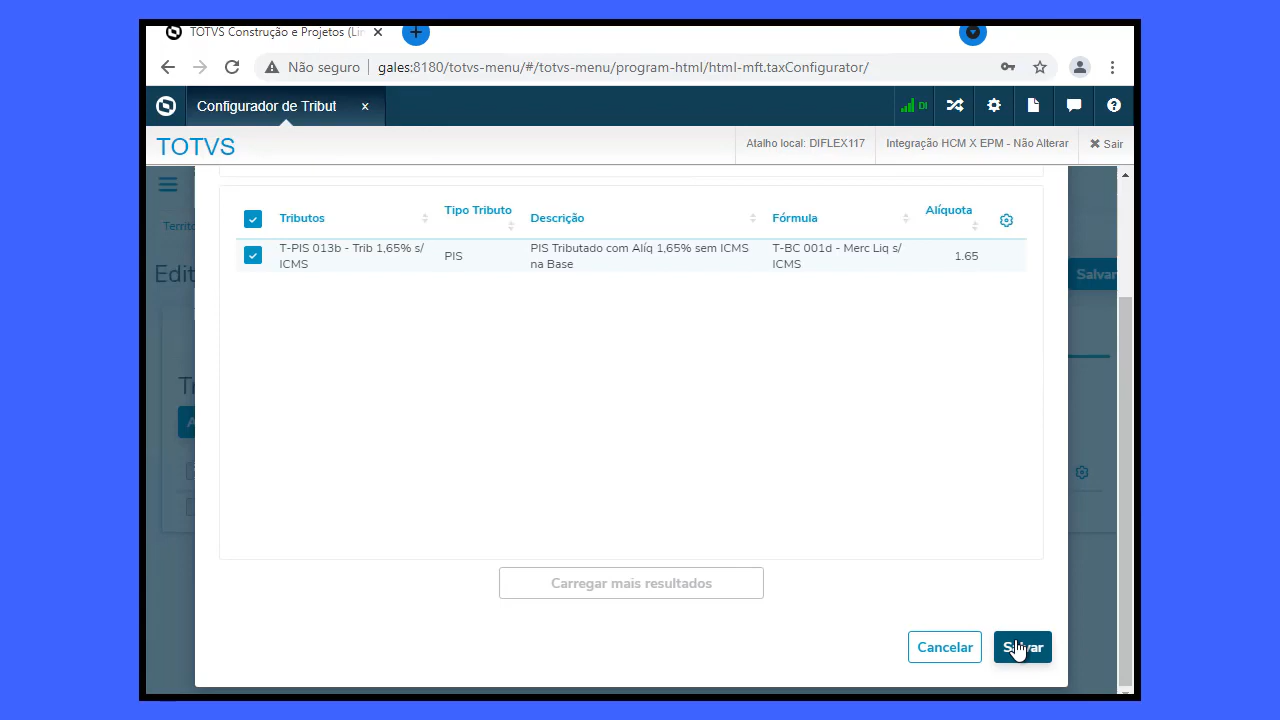 TOTVS Construção e Projetos (Lin
Não seguro
gales:8180/totvs-menu/#/totvs-menu/program-html/html-mft.taxConfigurator/
Configurador de Tribut
DI
TOTVS
Atalho local: DIFLEX117
Integração HCM X EPM - Não Alterar
Sair
Edit
Salvar
Tributos
Tipo Tributo
Descrição
Fórmula
Alíquota
T-PIS 013b - Trib 1,65% s/
ICMS
PIS
PIS Tributado com Alíq 1,65% sem ICMS
na Base
T-BC 001d - Merc Liq s/
ICMS
1.65
Carregar mais resultados
Cancelar
Salvar